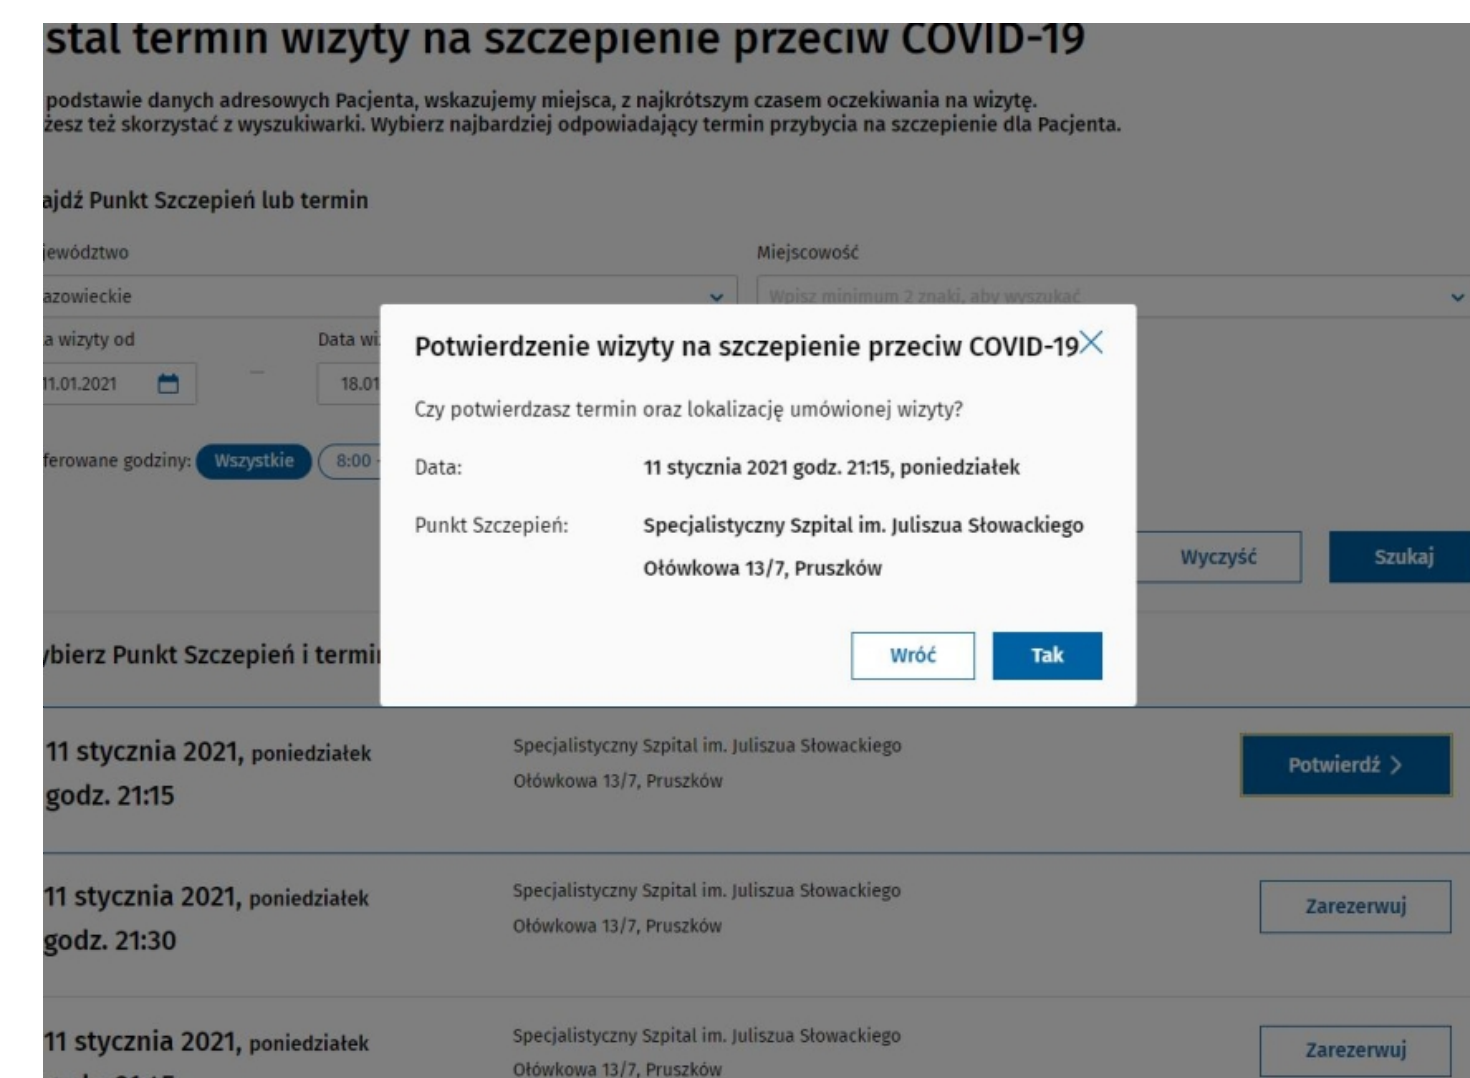 stal termin wizyty na szczepienie przeciw COVID-19
podstawie danych adresowych Pacjenta, wskazujemy miejsca, z najkrótszym czasem oczekiwania na wizytę.
żesz też skorzystać z wyszukiwarki. Wybierz najbardziej odpowiadający termin przybycia na szczepienie dla Pacjenta.
ajdź Punkt Szczepień lub termin
jewództwo Miejscowość
azowieckie Wpisz minimum 2 znaki, aby wyszukać
a wizyty od Data wi
11.01.2021 — 18.01
ferowane godziny: Wszystkie 8:00 -
Potwierdzenie wizyty na szczepienie przeciw COVID-19
Czy potwierdzasz termin oraz lokalizację umówionej wizyty?
Data: 11 stycznia 2021 godz. 21:15, poniedziałek
Punkt Szczepień: Specjalistyczny Szpital im. Juliszua Słowackiego
Ołówkowa 13/7, Pruszków
Wróć Tak
Wyczyść Szukaj
ybierz Punkt Szczepień i termi
11 stycznia 2021, poniedziałek
godz. 21:15
Specjalistyczny Szpital im. Juliszua Słowackiego
Ołówkowa 13/7, Pruszków
Potwierdź
11 stycznia 2021, poniedziałek
godz. 21:30
Specjalistyczny Szpital im. Juliszua Słowackiego
Ołówkowa 13/7, Pruszków
Zarezerwuj
11 stycznia 2021, poniedziałek
Specjalistyczny Szpital im. Juliszua Słowackiego
Ołówkowa 13/7, Pruszków
Zarezerwuj